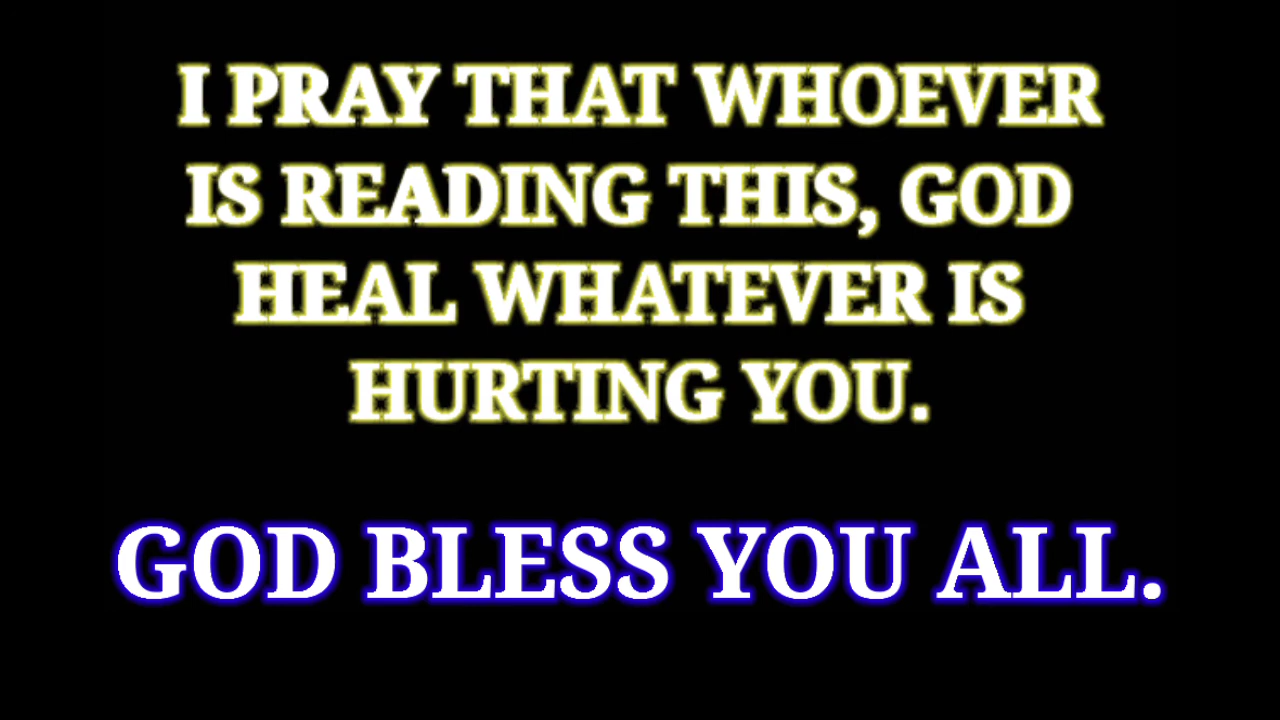 I PRAY THAT WHOEVER
IS READING THIS, GOD
HEAL WHATEVER IS
HURTING YOU.
GOD BLESS YOU ALL.